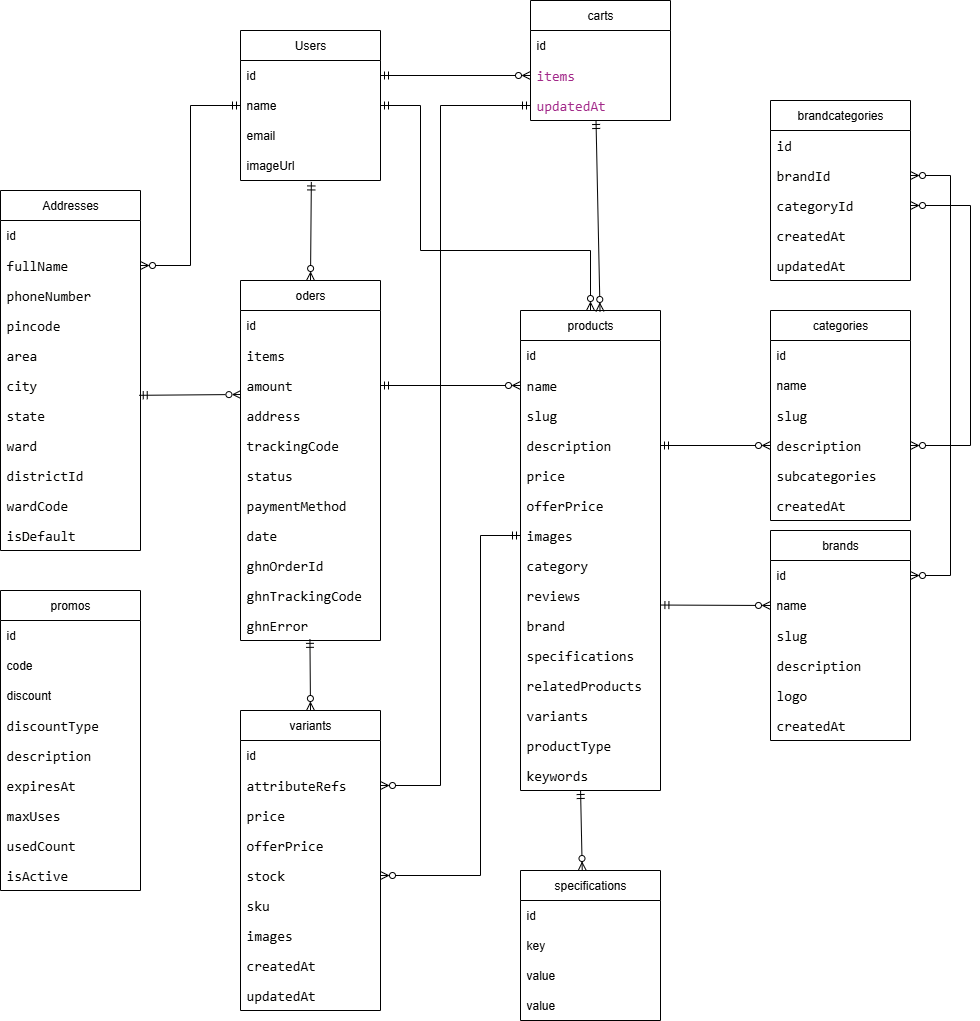 carts
id
items
updatedAt
Users
id
name
email
imageUrl
brandcategories
id
brandId
categoryId
createdAt
updatedAt
Addresses
id
fullName
phoneNumber
pincode
area
city
state
ward
districtId
wardCode
isDefault
oders
id
items
amount
address
trackingCode
status
paymentMethod
date
ghnOrderId
ghnTrackingCode
ghnError
products
id
name
slug
description
price
offerPrice
images
category
reviews
brand
specifications
relatedProducts
variants
productType
keywords
categories
id
name
slug
description
subcategories
createdAt
brands
id
name
slug
description
logo
createdAt
promos
id
code
discount
discountType
description
expiresAt
maxUses
usedCount
isActive
variants
id
attributeRefs
price
offerPrice
stock
sku
images
createdAt
updatedAt
specifications
id
key
value
value